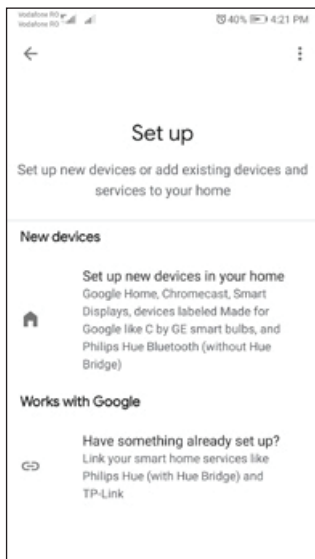 Vodafone RO
Vodafone RO
40% 4:21 PM
Set up
Set up new devices or add existing devices and
services to your home
New devices
Set up new devices in your home
Google Home, Chromecast, Smart
Displays, devices labeled Made for
Google like C by GE smart bulbs, and
Philips Hue Bluetooth (without Hue
Bridge)
Works with Google
Have something already set up?
Link your smart home services like
Philips Hue (with Hue Bridge) and
TP-Link